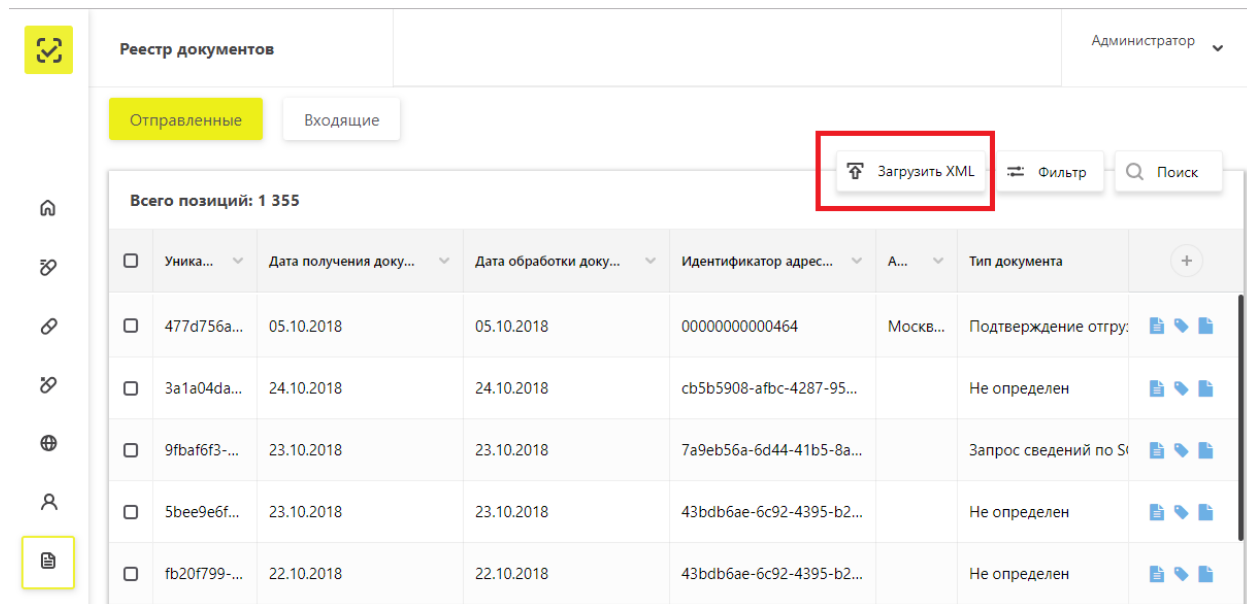 Реестр документов
Администратор
Отправленные Входящие
Загрузить XML Фильтр Поиск
Всего позиций: 1 355
Уника... Дата получения доку... Дата обработки доку... Идентификатор адрес... А... Тип документа
477d756a... 05.10.2018 05.10.2018 00000000000464 Москв... Подтверждение отгру
3a1a04da... 24.10.2018 24.10.2018 cb5b5908-afbc-4287-95... Не определен
9fbaf6f3-... 23.10.2018 23.10.2018 7a9eb56a-6d44-41b5-8a... Запрос сведений по S
5bee9e6f... 23.10.2018 23.10.2018 43bdb6ae-6c92-4395-b2... Не определен
fb20f799-... 22.10.2018 22.10.2018 43bdb6ae-6c92-4395-b2... Не определен